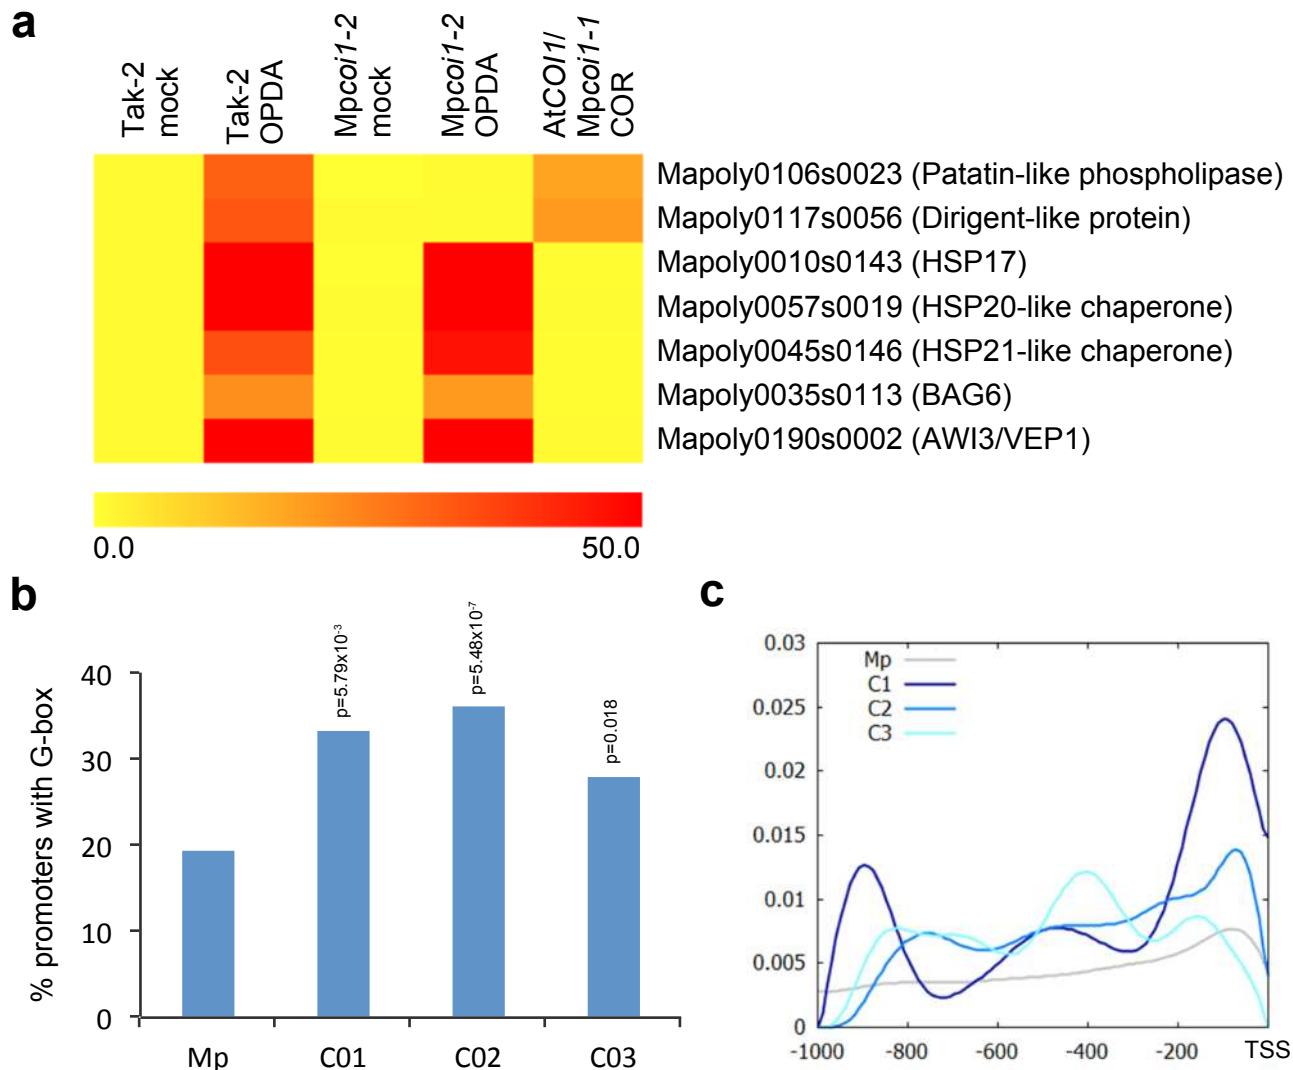 a
Tak-2
mock
Tak-2
OPDA
Mpcoi1-2
mock
Mpcoi1-2
OPDA
AtCOI1/
Mpcoi1-1
COR
Mapoly0106s0023 (Patatin-like phospholipase)
Mapoly0117s0056 (Dirigent-like protein)
Mapoly0010s0143 (HSP17)
Mapoly0057s0019 (HSP20-like chaperone)
Mapoly0045s0146 (HSP21-like chaperone)
Mapoly0035s0113 (BAG6)
Mapoly0190s0002 (AWI3/VEP1)
0.0 50.0
b
% promoters with G-box
40
30
20
10
0
p=5.79x10⁻³
p=5.48x10⁻⁷
p=0.018
Mp C01 C02 C03
c
0.03
0.025
0.02
0.015
0.01
0.005
0
Mp
C1
C2
C3
-1000 -800 -600 -400 -200 TSS